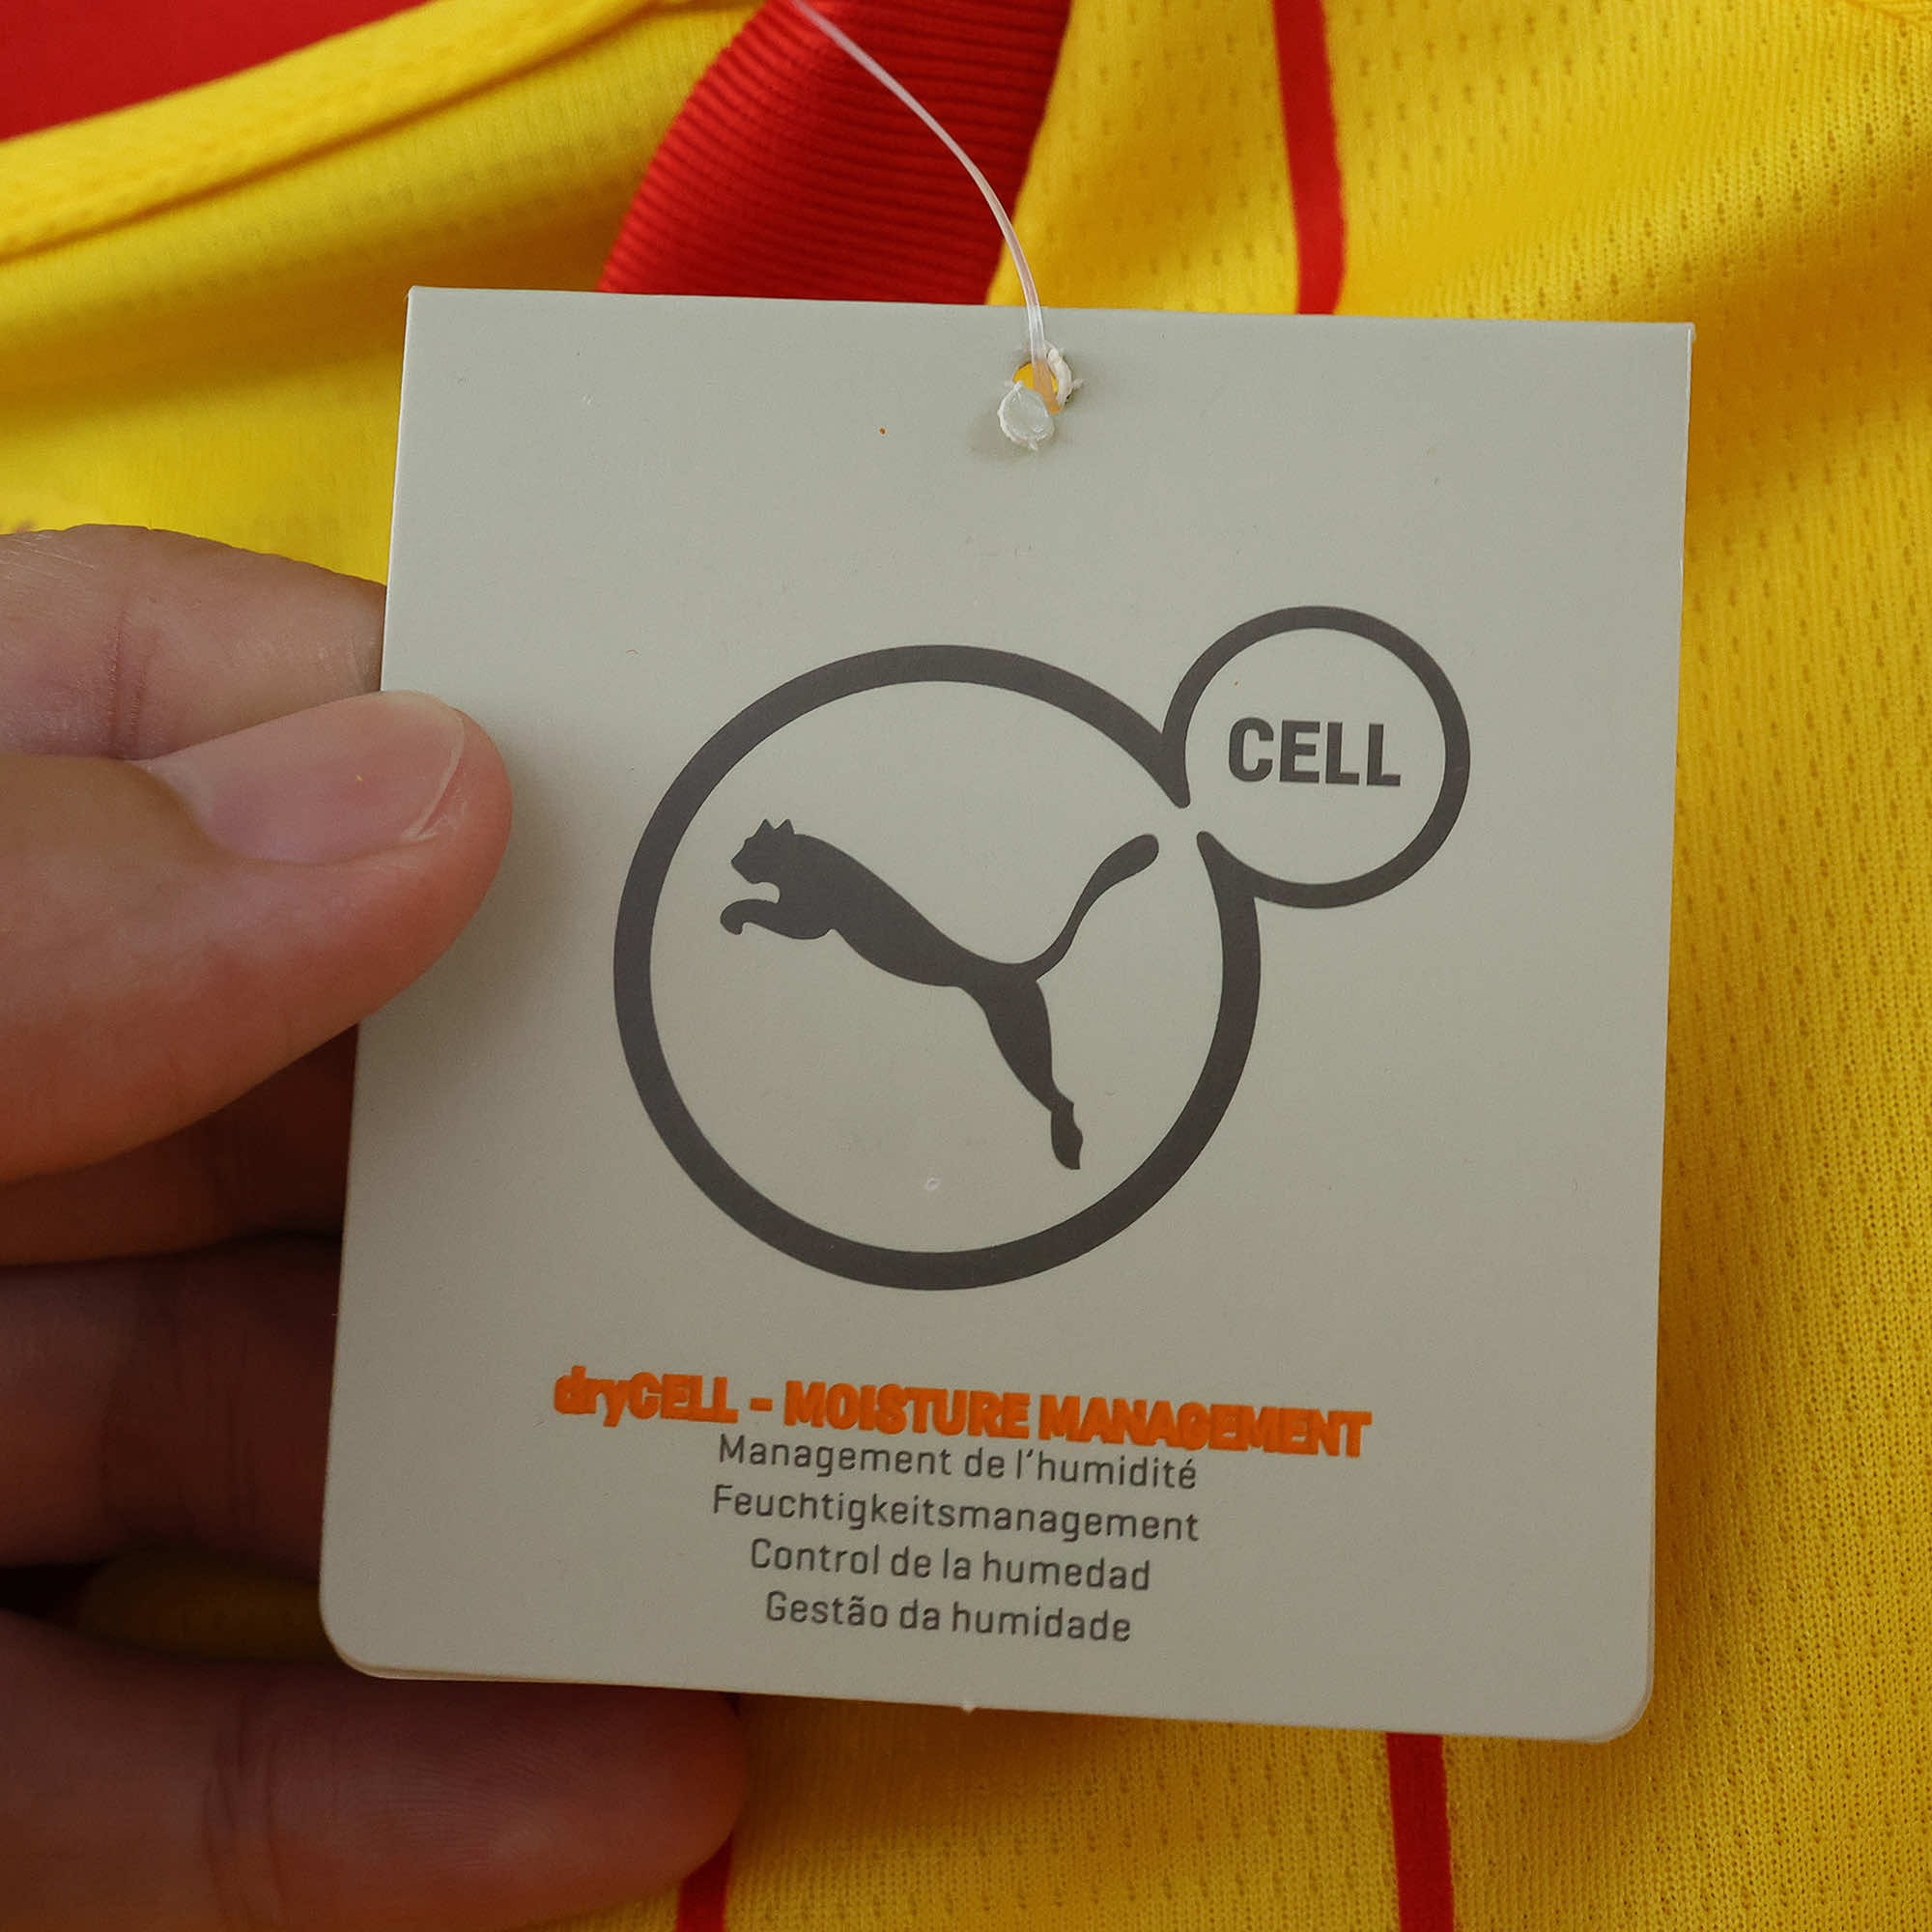 CELL
dryCELL - MOISTURE MANAGEMENT
Management de l'humidité
Feuchtigkeitsmanagement
Control de la humedad
Gestão da humidade